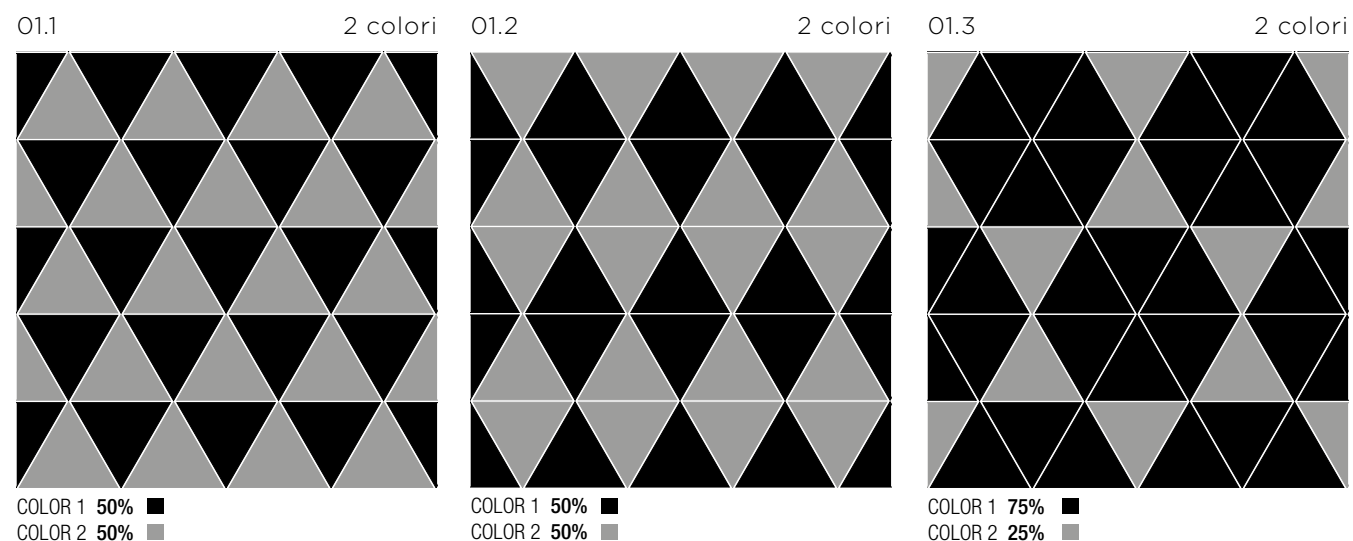 01.1 2 colori
01.2 2 colori
01.3 2 colori
COLOR 1 50%
COLOR 2 50%
COLOR 1 50%
COLOR 2 50%
COLOR 1 75%
COLOR 2 25%